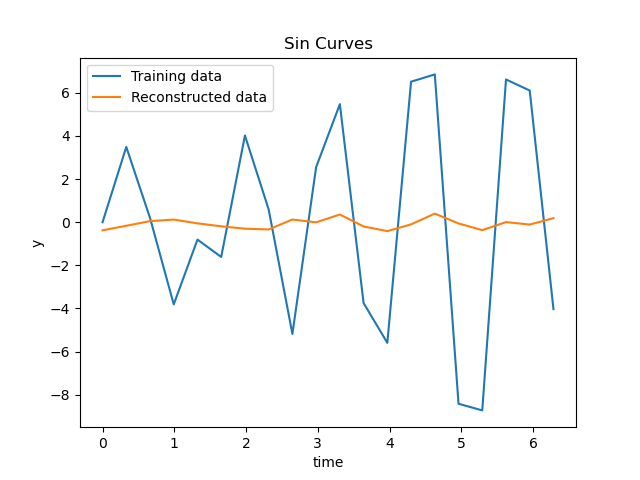 Sin Curves
Training data
Reconstructed data
6
4
2
0
−2
−4
−6
−8
y
0 1 2 3 4 5 6
time